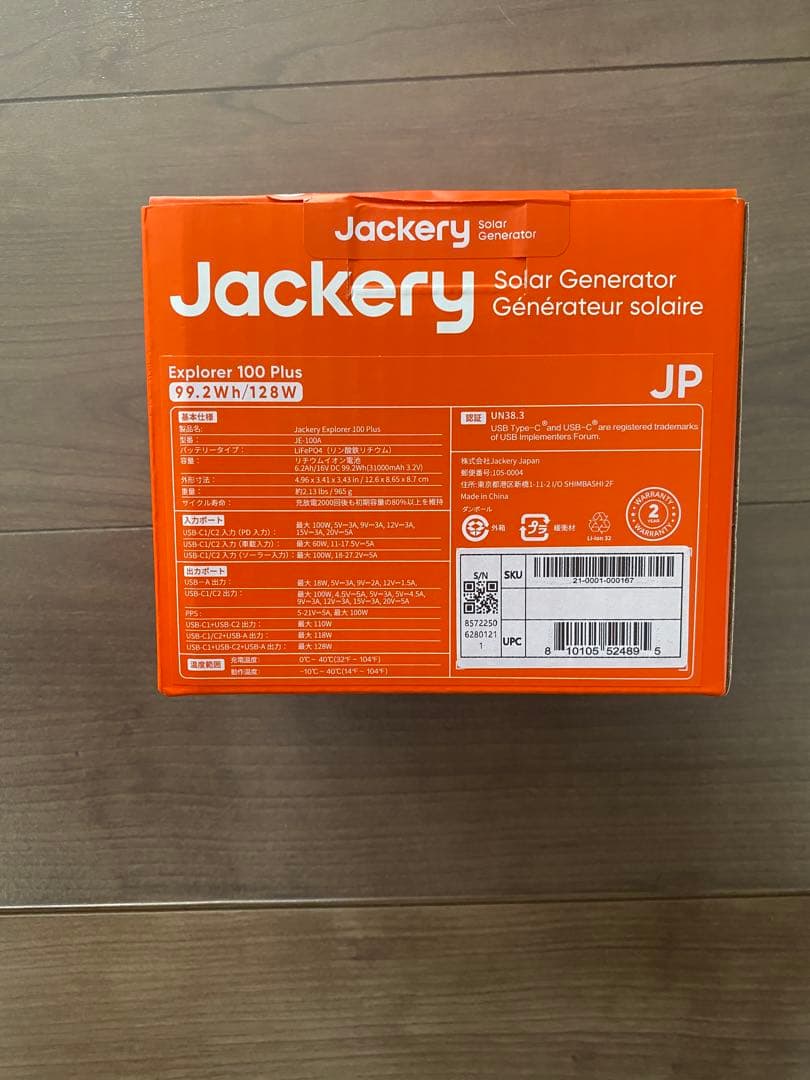 Jackery Solar Generator
Jackery Solar Generator
Générateur solaire
Explorer 100 Plus
99.2Wh/128W
JP
基本仕様
製品名: Jackery Explorer 100 Plus
型番: JE-100A
バッテリータイプ: LiFePO4（リン酸鉄リチウム）
容量: リチウムイオン電池
6.2Ah/16V DC 99.2Wh(31000mAh 3.2V)
外形寸法: 4.96 x 3.41 x 3.43 in / 12.6 x 8.65 x 8.7 cm
重量: 約2.13 lbs / 965 g
サイクル寿命: 充放電2000回後も初期容量の80%以上を維持
入力ポート
USB-C1/C2 入力 (PD 入力): 最大 100W, 5V⎓3A, 9V⎓3A, 12V⎓3A,
15V⎓3A, 20V⎓5A
USB-C1/C2 入力（車載入力）: 最大 60W, 11-17.5V⎓5A
USB-C1/C2 入力（ソーラー入力）: 最大 100W, 18-27.2V⎓5A
出力ポート
USB-A 出力: 最大 18W, 5V⎓3A, 9V⎓2A, 12V⎓1.5A,
USB-C1/C2 出力: 最大 100W, 4.5V⎓5A, 5V⎓3A, 5V⎓4.5A,
9V⎓3A, 12V⎓3A, 15V⎓3A, 20V⎓5A
PPS: 5-21V⎓5A, 最大 100W
USB-C1+USB-C2 出力: 最大 110W
USB-C1/C2+USB-A 出力: 最大 118W
USB-C1+USB-C2+USB-A 出力: 最大 128W
温度範囲
充電温度: 0℃ ~ 40℃(32°F ~ 104°F)
動作温度: -10℃ ~ 40℃(14°F ~ 104°F)
認証 UN38.3
USB Type-C® and USB-C® are registered trademarks
of USB Implementers Forum.
株式会社Jackery Japan
郵便番号:105-0004
住所:東京都港区新橋1-11-2 I/O SHIMBASHI 2F
Made in China
ダンボール
外箱
プラ
緩衝材
Li-ion 32
WARRANTY
2
YEAR
WARRANTY
S/N
8572250
6280121
1
SKU
21-0001-000167
UPC
8 10105 52489 5